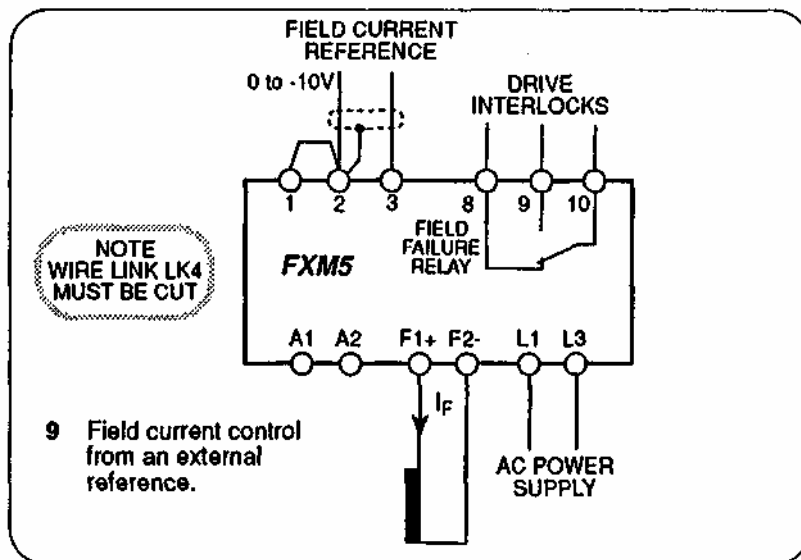 FIELD CURRENT
REFERENCE
0 to -10V
DRIVE
INTERLOCKS
1 2 3 8 9 10
NOTE
WIRE LINK LK4
MUST BE CUT
FXM5
FIELD
FAILURE
RELAY
A1 A2 F1+ F2- L1 L3
IF
9 Field current control
from an external
reference.
AC POWER
SUPPLY